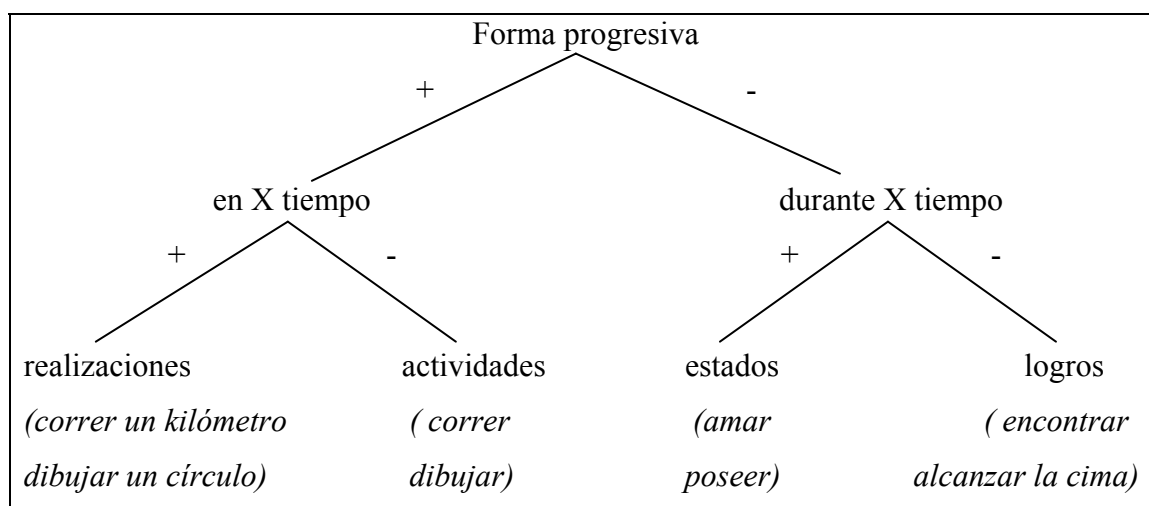 Forma progresiva
+ -
en X tiempo durante X tiempo
+ - + -
realizaciones actividades estados logros
(correr un kilómetro ( correr (amar ( encontrar
dibujar un círculo) dibujar) poseer) alcanzar la cima)